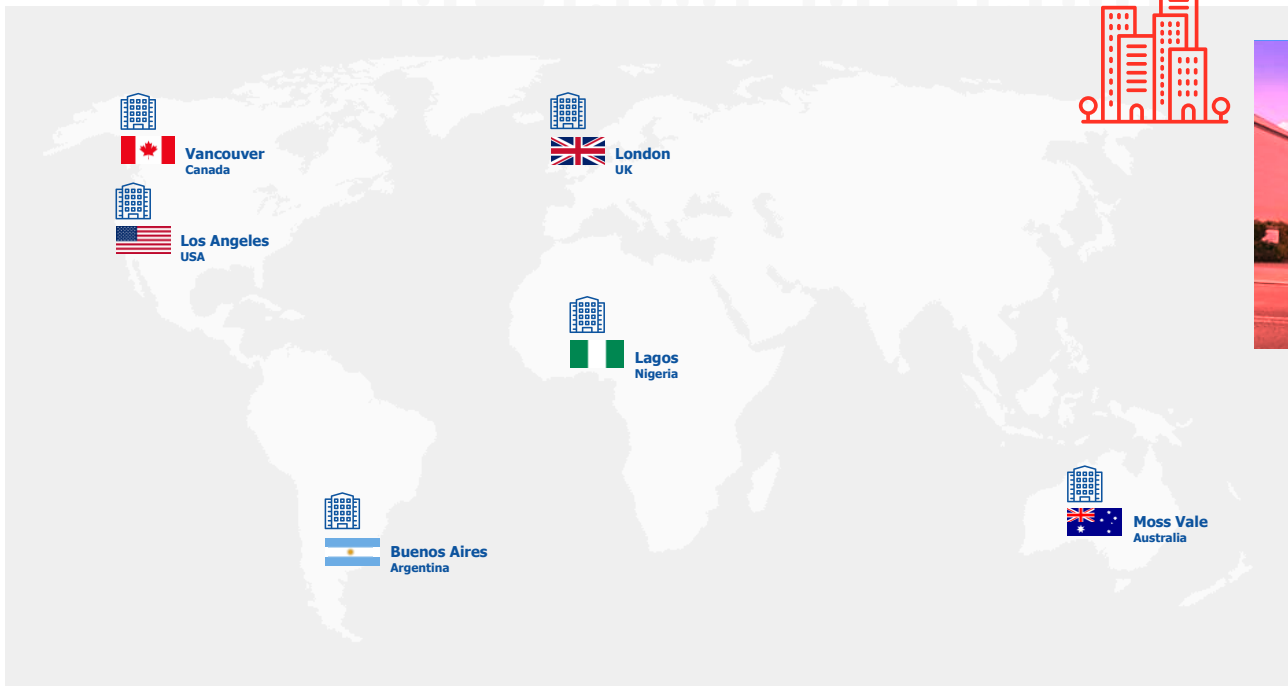 Vancouver
Canada
London
UK
Los Angeles
USA
Lagos
Nigeria
Moss Vale
Australia
Buenos Aires
Argentina